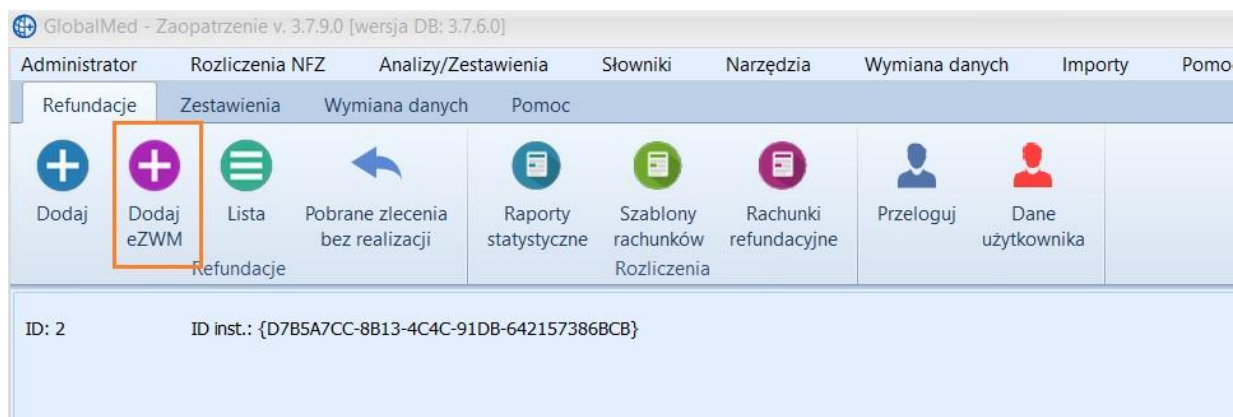 GlobalMed - Zaopatrzenie v. 3.7.9.0 [wersja DB: 3.7.6.0]
Administrator Rozliczenia NFZ Analizy/Zestawienia Słowniki Narzędzia Wymiana danych Importy Pomoc
Refundacje Zestawienia Wymiana danych Pomoc
Dodaj Dodaj Lista Pobrane zlecenia Raporty Szablony Rachunki Przeloguj Dane
eZWM bez realizacji statystyczne rachunków refundacyjne użytkownika
Refundacje Rozliczenia
ID: 2 ID inst.: {D7B5A7CC-8B13-4C4C-91DB-642157386BCB}